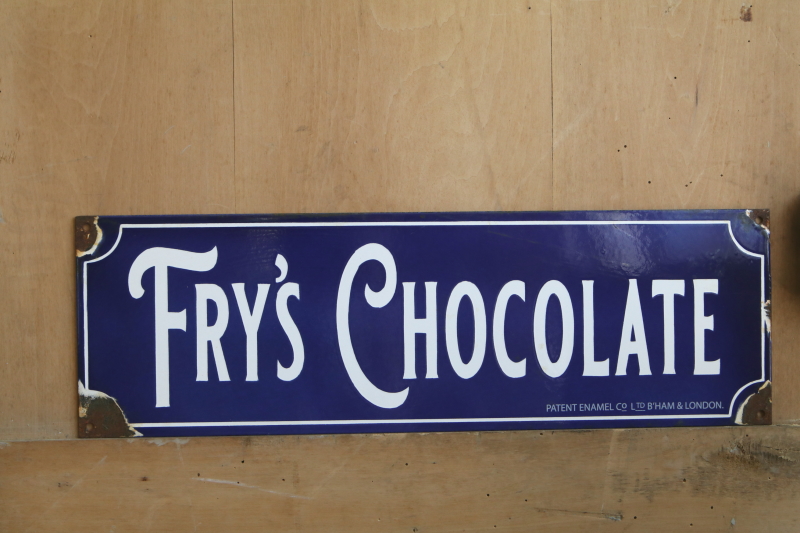 FRY'S CHOCOLATE
PATENT ENAMEL CO LTD B'HAM & LONDON.